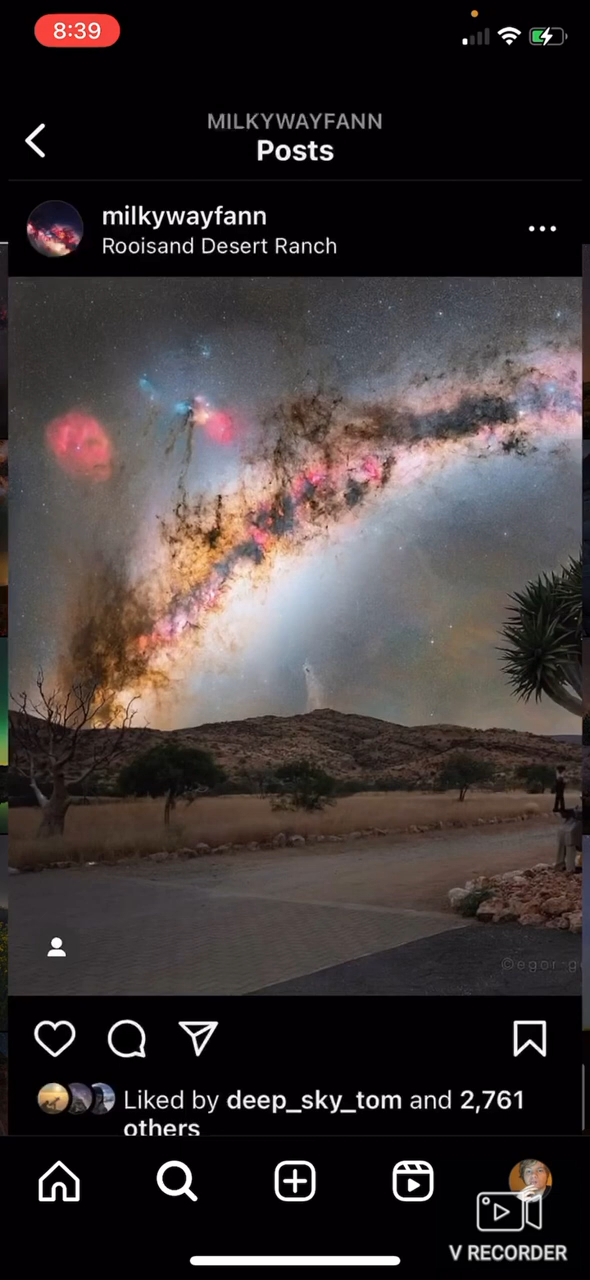 8:39
MILKYWAYFANN
Posts
milkywayfann
Rooisand Desert Ranch
Liked by deep_sky_tom and 2,761
others
V RECORDER